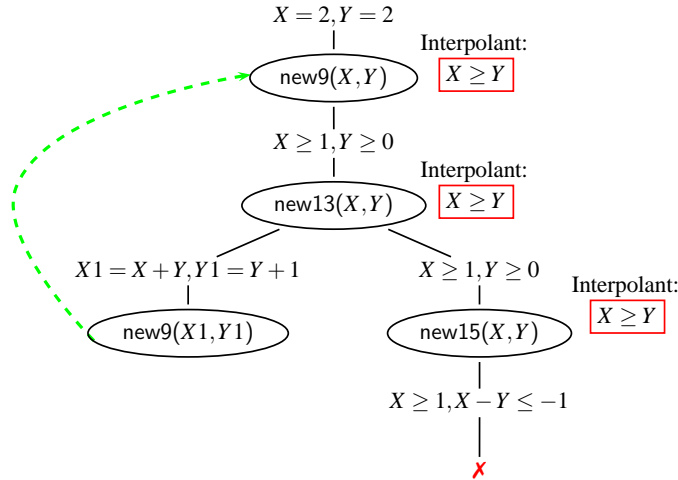 X = 2, Y = 2
Interpolant:
new9(X, Y)
X ≥ Y
X ≥ 1, Y ≥ 0
Interpolant:
new13(X, Y)
X ≥ Y
X1 = X + Y, Y1 = Y + 1
X ≥ 1, Y ≥ 0
Interpolant:
new9(X1, Y1)
new15(X, Y)
X ≥ Y
X ≥ 1, X − Y ≤ −1
✗